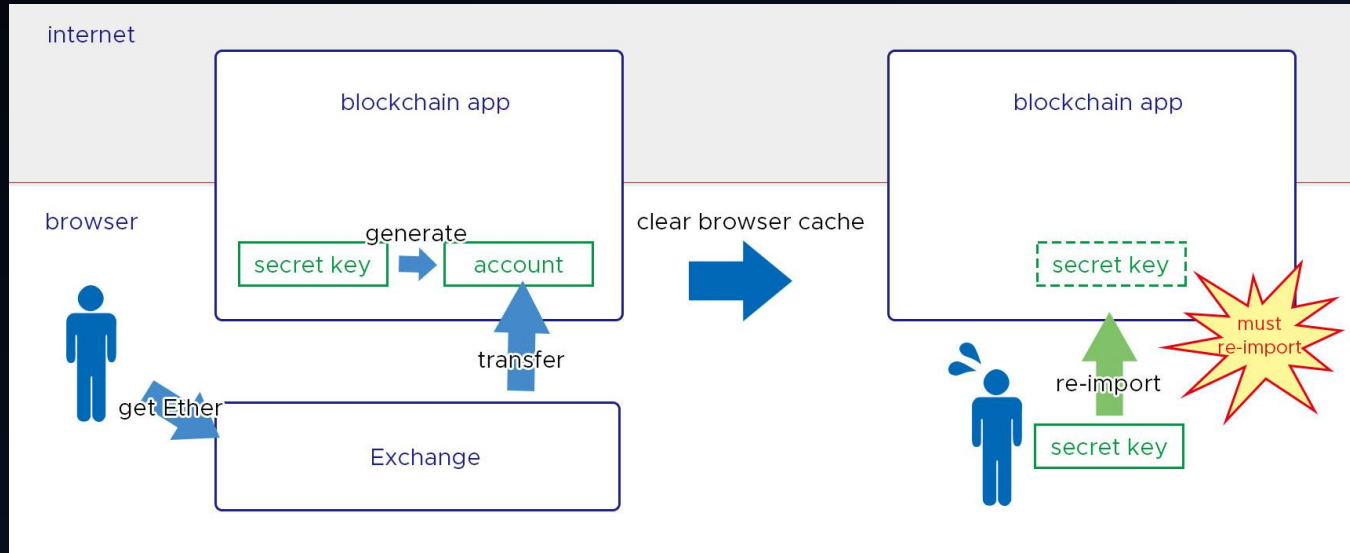 internet
blockchain app
blockchain app
browser
clear browser cache
generate
secret key
account
secret key
must
re-import
transfer
re-import
get Ether
secret key
Exchange